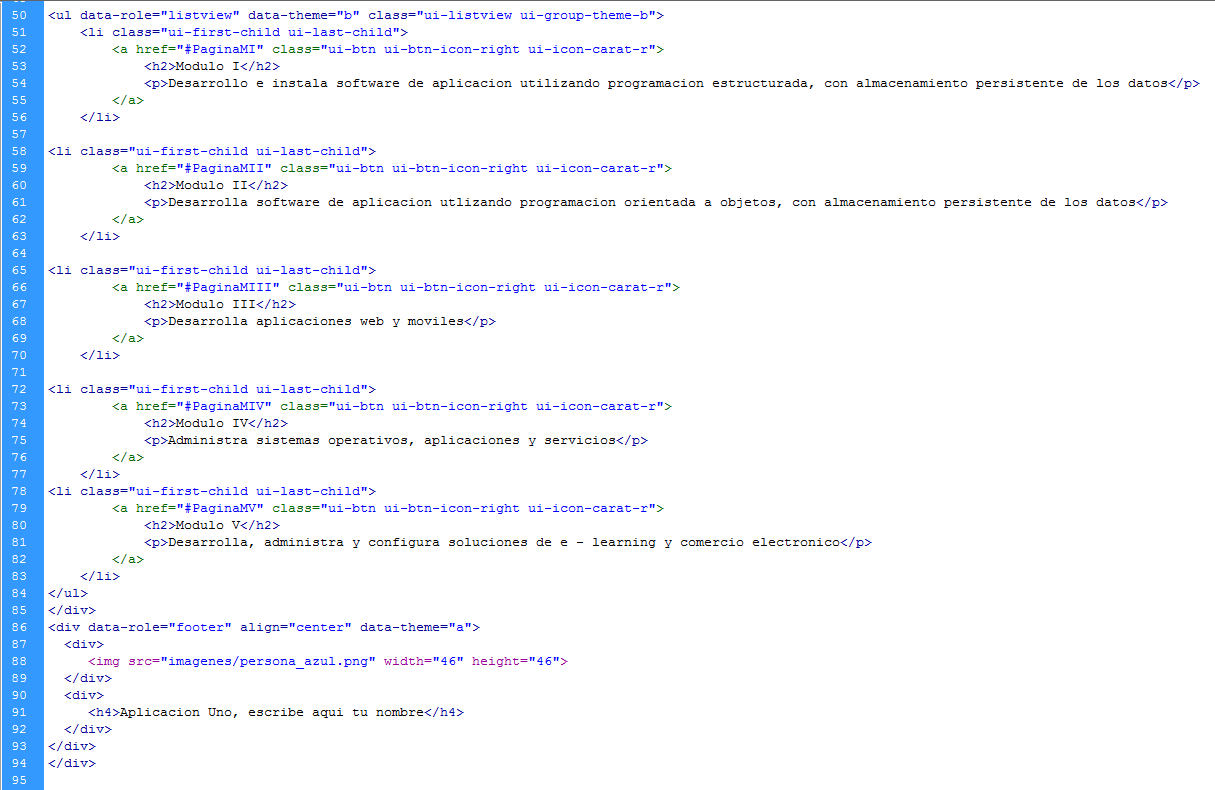 50 <ul data-role="listview" data-theme="b" class="ui-listview ui-group-theme-b">
51     <li class="ui-first-child ui-last-child">
52         <a href="#PaginaMI" class="ui-btn ui-btn-icon-right ui-icon-carat-r">
53             <h2>Modulo I</h2>
54             <p>Desarrollo e instala software de aplicacion utilizando programacion estructurada, con almacenamiento persistente de los datos</p>
55         </a>
56     </li>
57
58 <li class="ui-first-child ui-last-child">
59         <a href="#PaginaMII" class="ui-btn ui-btn-icon-right ui-icon-carat-r">
60             <h2>Modulo II</h2>
61             <p>Desarrolla software de aplicacion utlizando programacion orientada a objetos, con almacenamiento persistente de los datos</p>
62         </a>
63     </li>
64
65 <li class="ui-first-child ui-last-child">
66         <a href="#PaginaMIII" class="ui-btn ui-btn-icon-right ui-icon-carat-r">
67             <h2>Modulo III</h2>
68             <p>Desarrolla aplicaciones web y moviles</p>
69         </a>
70     </li>
71
72 <li class="ui-first-child ui-last-child">
73         <a href="#PaginaMIV" class="ui-btn ui-btn-icon-right ui-icon-carat-r">
74             <h2>Modulo IV</h2>
75             <p>Administra sistemas operativos, aplicaciones y servicios</p>
76         </a>
77     </li>
78 <li class="ui-first-child ui-last-child">
79         <a href="#PaginaMV" class="ui-btn ui-btn-icon-right ui-icon-carat-r">
80             <h2>Modulo V</h2>
81             <p>Desarrolla, administra y configura soluciones de e - learning y comercio electronico</p>
82         </a>
83     </li>
84 </ul>
85 </div>
86 <div data-role="footer" align="center" data-theme="a">
87   <div>
88      <img src="imagenes/persona_azul.png" width="46" height="46">
89   </div>
90   <div>
91      <h4>Aplicacion Uno, escribe aqui tu nombre</h4>
92   </div>
93 </div>
94 </div>
95